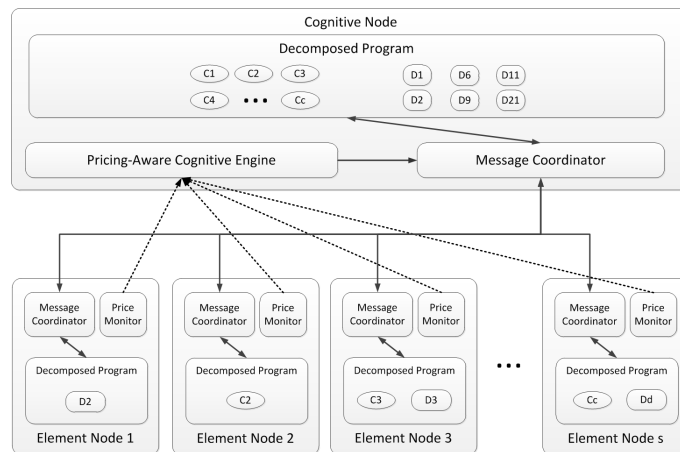 Cognitive Node
Decomposed Program
C1 C2 C3 D1 D6 D11
C4 ••• Cc D2 D9 D21
Pricing-Aware Cognitive Engine Message Coordinator
Message Coordinator
Price Monitor
Decomposed Program
D2
Element Node 1
Message Coordinator
Price Monitor
Decomposed Program
C2
Element Node 2
Message Coordinator
Price Monitor
Decomposed Program
C3 D3
Element Node 3
•••
Message Coordinator
Price Monitor
Decomposed Program
Cc Dd
Element Node s